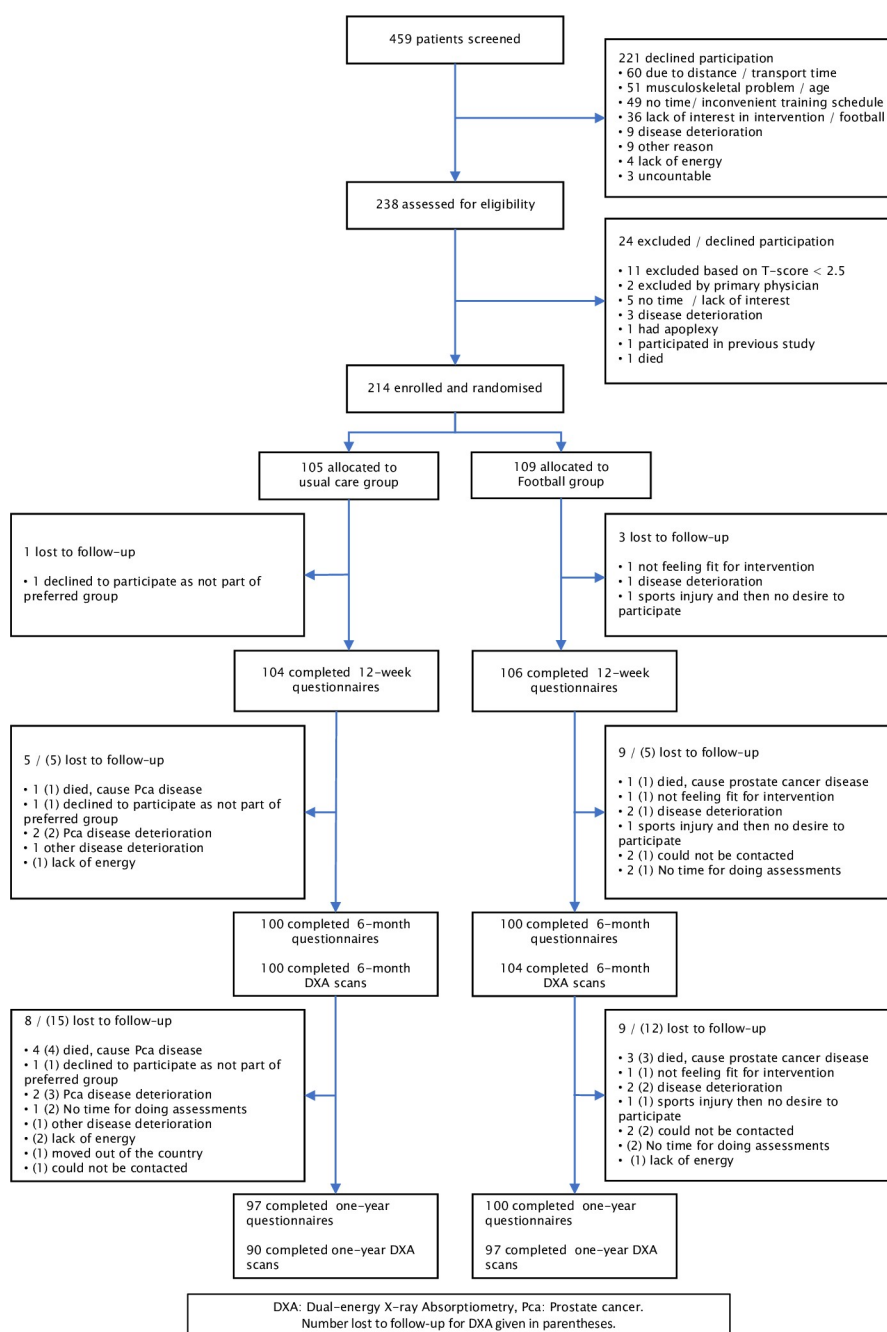 459 patients screened
221 declined participation
• 60 due to distance / transport time
• 51 musculoskeletal problem / age
• 49 no time/ inconvenient training schedule
• 36 lack of interest in intervention / football
• 9 disease deterioration
• 9 other reason
• 4 lack of energy
• 3 uncountable
238 assessed for eligibility
24 excluded / declined participation
• 11 excluded based on T-score < 2.5
• 2 excluded by primary physician
• 5 no time / lack of interest
• 3 disease deterioration
• 1 had apoplexy
• 1 participated in previous study
• 1 died
214 enrolled and randomised
105 allocated to
usual care group
109 allocated to
Football group
1 lost to follow-up
• 1 declined to participate as not part of
preferred group
3 lost to follow-up
• 1 not feeling fit for intervention
• 1 disease deterioration
• 1 sports injury and then no desire to
participate
104 completed 12-week
questionnaires
106 completed 12-week
questionnaires
5 / (5) lost to follow-up
• 1 (1) died, cause Pca disease
• 1 (1) declined to participate as not part of
preferred group
• 2 (2) Pca disease deterioration
• 1 other disease deterioration
• (1) lack of energy
9 / (5) lost to follow-up
• 1 (1) died, cause prostate cancer disease
• 1 (1) not feeling fit for intervention
• 2 (1) disease deterioration
• 1 sports injury and then no desire to
participate
• 2 (1) could not be contacted
• 2 (1) No time for doing assessments
100 completed 6-month
questionnaires
100 completed 6-month
DXA scans
100 completed 6-month
questionnaires
104 completed 6-month
DXA scans
8 / (15) lost to follow-up
• 4 (4) died, cause Pca disease
• 1 (1) declined to participate as not part of
preferred group
• 2 (3) Pca disease deterioration
• 1 (2) No time for doing assessments
• (1) other disease deterioration
• (2) lack of energy
• (1) moved out of the country
• (1) could not be contacted
9 / (12) lost to follow-up
• 3 (3) died, cause prostate cancer disease
• 1 (1) not feeling fit for intervention
• 2 (2) disease deterioration
• 1 (1) sports injury then no desire to
participate
• 2 (2) could not be contacted
• (2) No time for doing assessments
• (1) lack of energy
97 completed one-year
questionnaires
90 completed one-year DXA
scans
100 completed one-year
questionnaires
97 completed one-year DXA
scans
DXA: Dual-energy X-ray Absorptiometry, Pca: Prostate cancer.
Number lost to follow-up for DXA given in parentheses.